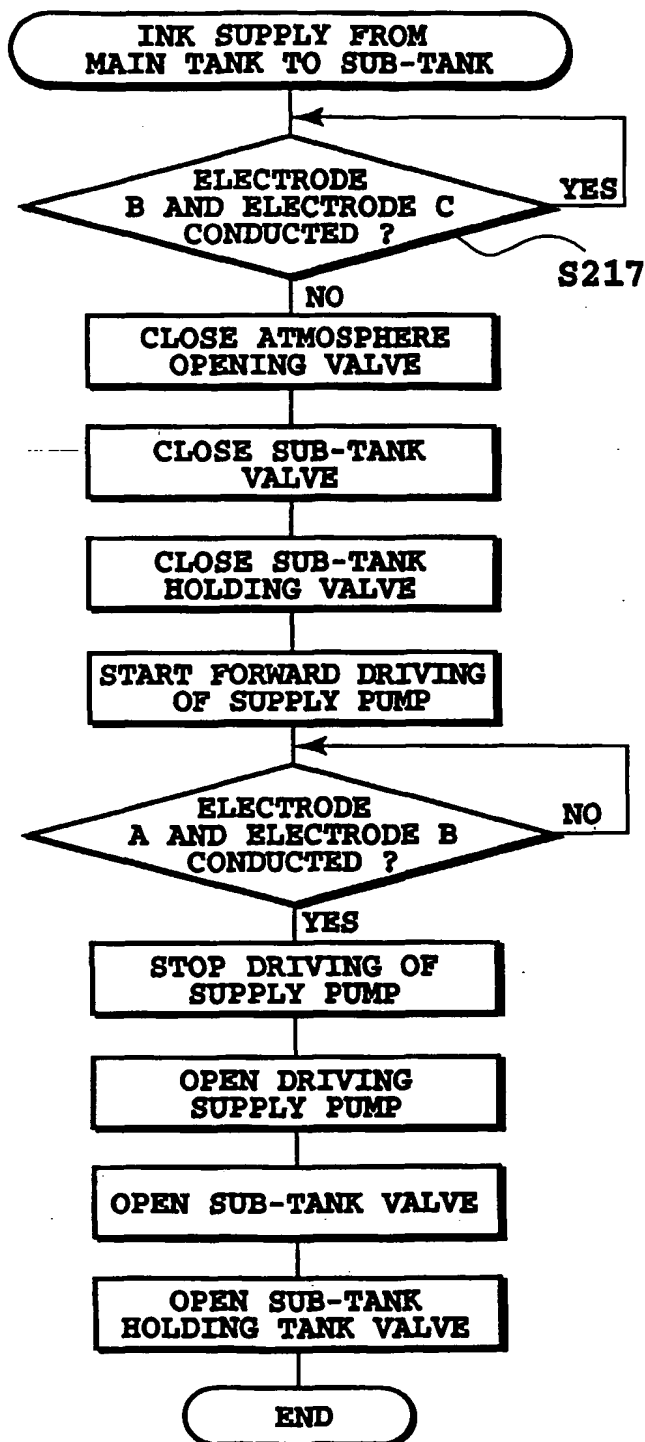 INK SUPPLY FROM
MAIN TANK TO SUB-TANK
ELECTRODE
B AND ELECTRODE C
CONDUCTED ?
YES
S217
NO
CLOSE ATMOSPHERE
OPENING VALVE
CLOSE SUB-TANK
VALVE
CLOSE SUB-TANK
HOLDING VALVE
START FORWARD DRIVING
OF SUPPLY PUMP
ELECTRODE
A AND ELECTRODE B
CONDUCTED ?
NO
YES
STOP DRIVING OF
SUPPLY PUMP
OPEN DRIVING
SUPPLY PUMP
OPEN SUB-TANK VALVE
OPEN SUB-TANK
HOLDING TANK VALVE
END